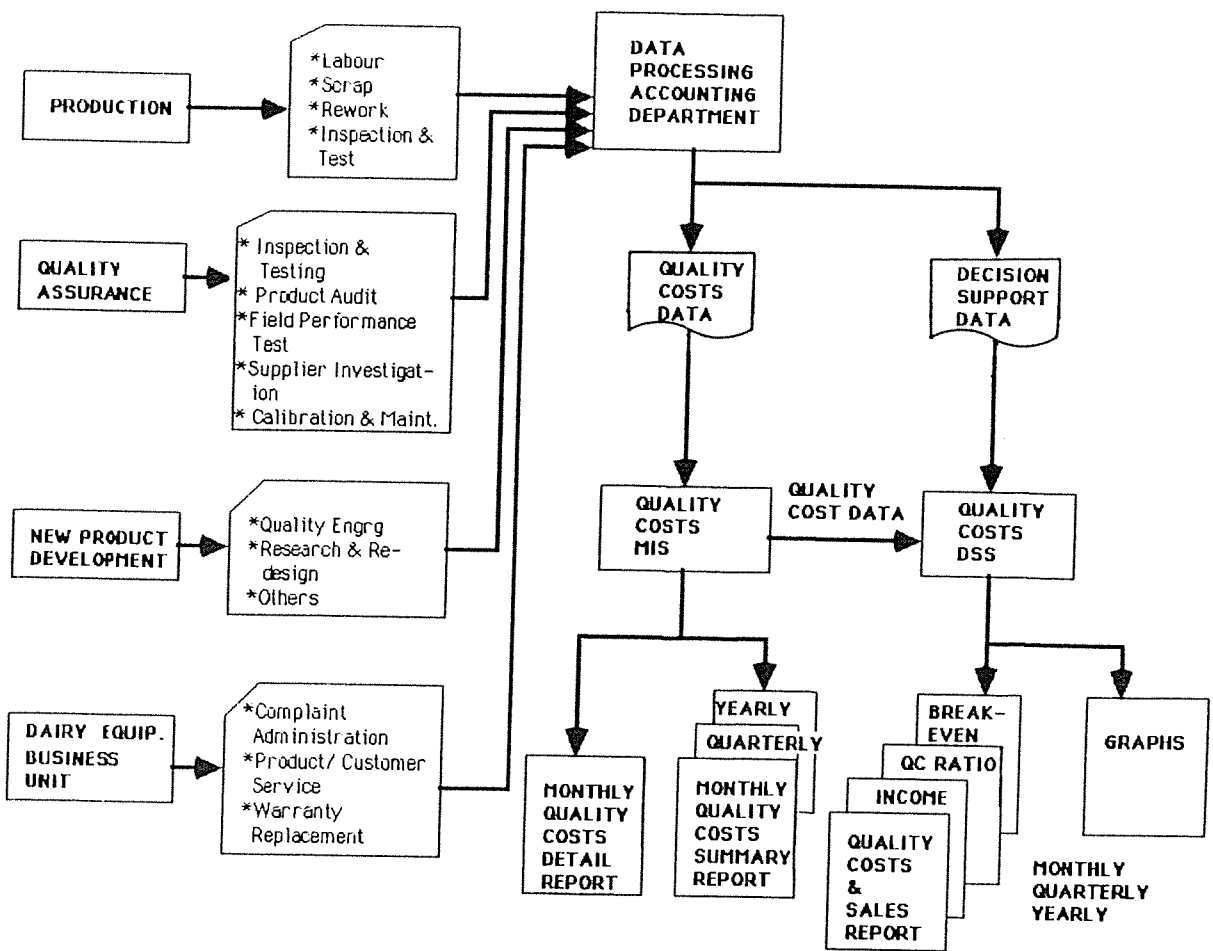 PRODUCTION
*Labour
*Scrap
*Rework
*Inspection &
Test
DATA
PROCESSING
ACCOUNTING
DEPARTMENT
QUALITY
ASSURANCE
* Inspection &
Testing
* Product Audit
*Field Performance
Test
*Supplier Investigat-
ion
* Calibration & Maint.
QUALITY
COSTS
DATA
DECISION
SUPPORT
DATA
NEW PRODUCT
DEVELOPMENT
*Quality Engrg
*Research & Re-
design
*Others
QUALITY
COSTS
MIS
QUALITY
COST DATA
QUALITY
COSTS
DSS
DAIRY EQUIP.
BUSINESS
UNIT
*Complaint
Administration
*Product/ Customer
Service
*Warranty
Replacement
MONTHLY
QUALITY
COSTS
DETAIL
REPORT
YEARLY
QUARTERLY
MONTHLY
QUALITY
COSTS
SUMMARY
REPORT
BREAK-
EVEN
QC RATIO
INCOME
QUALITY
COSTS
&
SALES
REPORT
GRAPHS
MONTHLY
QUARTERLY
YEARLY